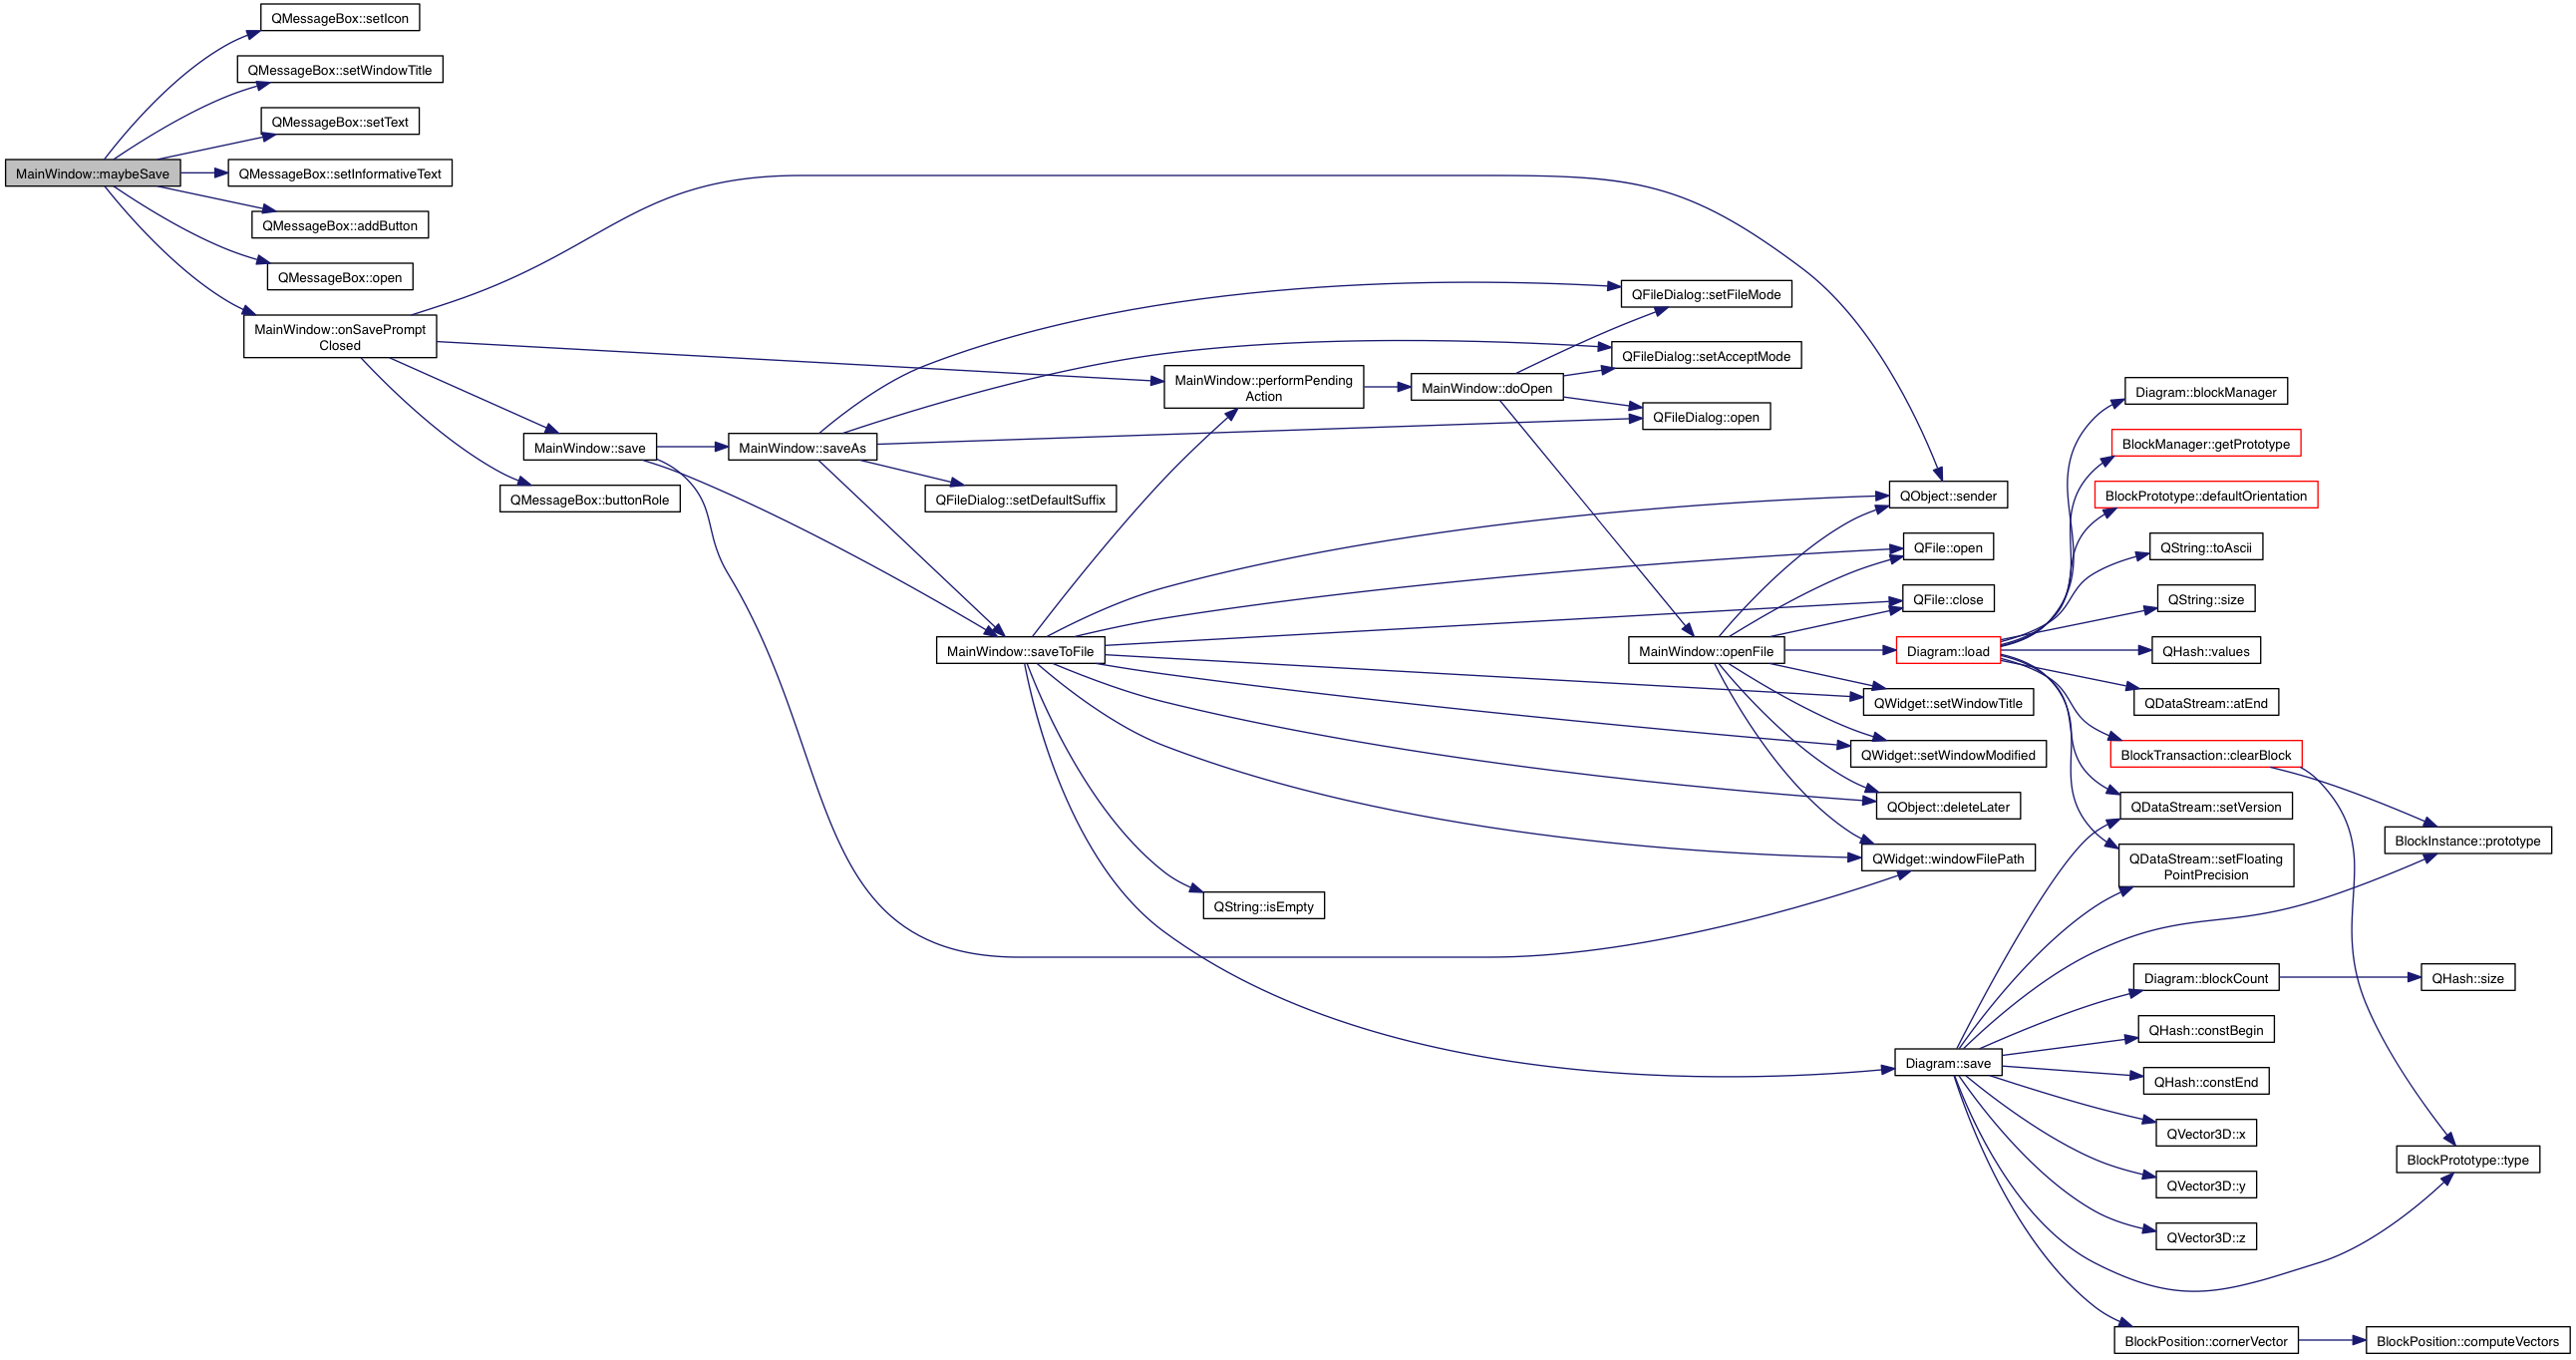 QMessageBox::setIcon
QMessageBox::setWindowTitle
QMessageBox::setText
MainWindow::maybeSave
QMessageBox::setInformativeText
QMessageBox::addButton
QMessageBox::open
MainWindow::onSavePrompt
Closed
MainWindow::save
QMessageBox::buttonRole
MainWindow::saveAs
QFileDialog::setDefaultSuffix
MainWindow::saveToFile
MainWindow::performPending
Action
QString::isEmpty
MainWindow::doOpen
QFileDialog::setFileMode
QFileDialog::setAcceptMode
QFileDialog::open
MainWindow::openFile
QObject::sender
QFile::open
QFile::close
Diagram::load
QWidget::setWindowTitle
QWidget::setWindowModified
QObject::deleteLater
QWidget::windowFilePath
Diagram::save
Diagram::blockManager
BlockManager::getPrototype
BlockPrototype::defaultOrientation
QString::toAscii
QString::size
QHash::values
QDataStream::atEnd
BlockTransaction::clearBlock
QDataStream::setVersion
QDataStream::setFloating
PointPrecision
Diagram::blockCount
QHash::constBegin
QHash::constEnd
QVector3D::x
QVector3D::y
QVector3D::z
BlockPosition::cornerVector
BlockInstance::prototype
QHash::size
BlockPrototype::type
BlockPosition::computeVectors